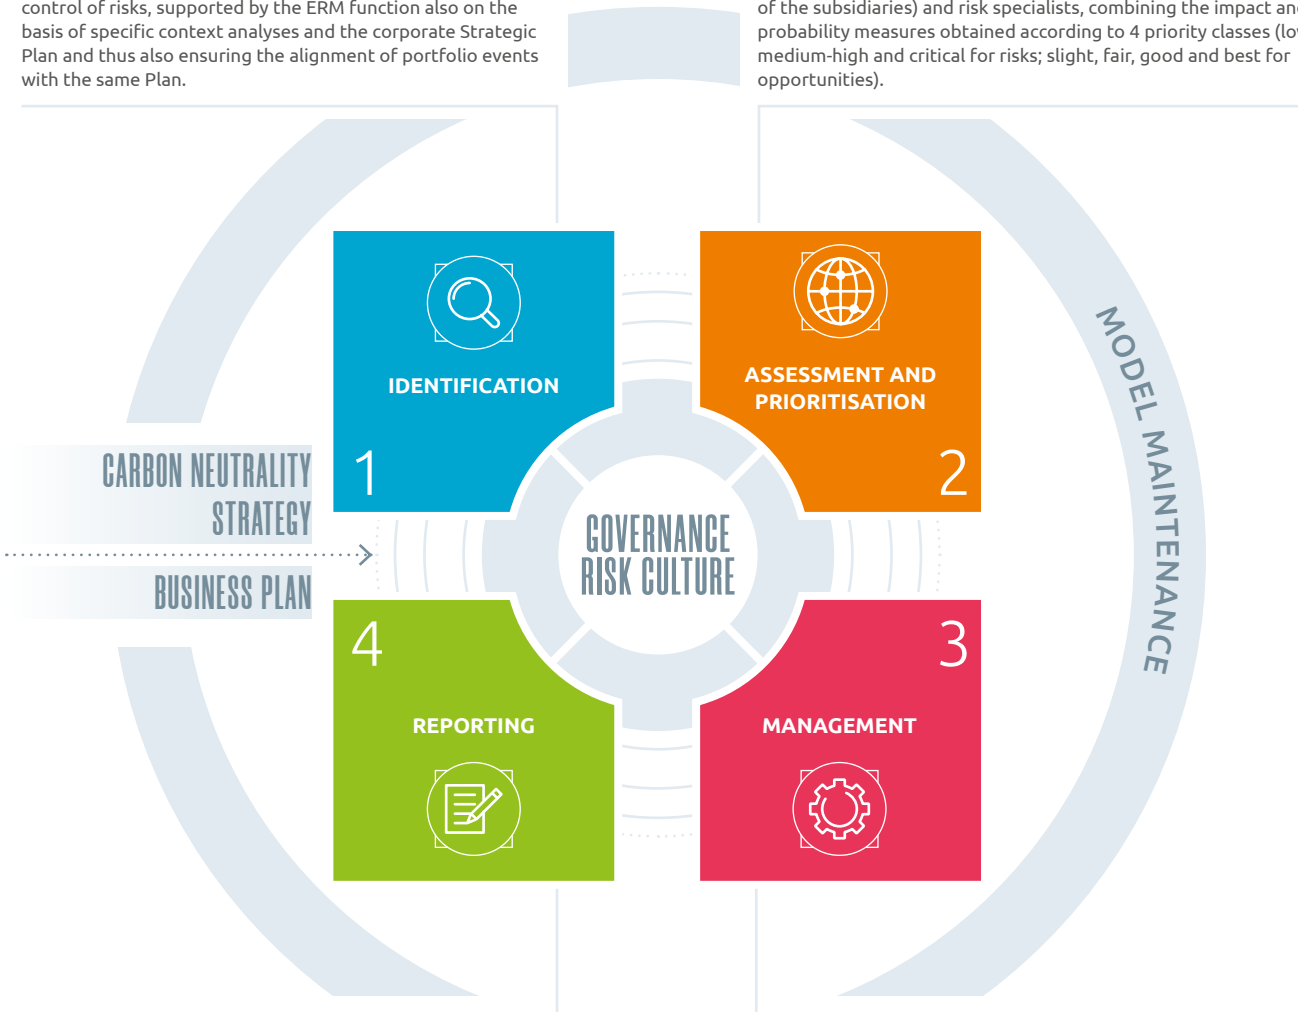 control of risks, supported by the ERM function also on the
basis of specific context analyses and the corporate Strategic
Plan and thus also ensuring the alignment of portfolio events
with the same Plan.
of the subsidiaries) and risk specialists, combining the impact
probability measures obtained according to 4 priority classes
medium-high and critical for risks; slight, fair, good and best for
opportunities).
IDENTIFICATION
1
ASSESSMENT AND
PRIORITISATION
2
MODEL MAINTENANCE
CARBON NEUTRALITY
STRATEGY
BUSINESS PLAN
GOVERNANCE
RISK CULTURE
4
REPORTING
3
MANAGEMENT